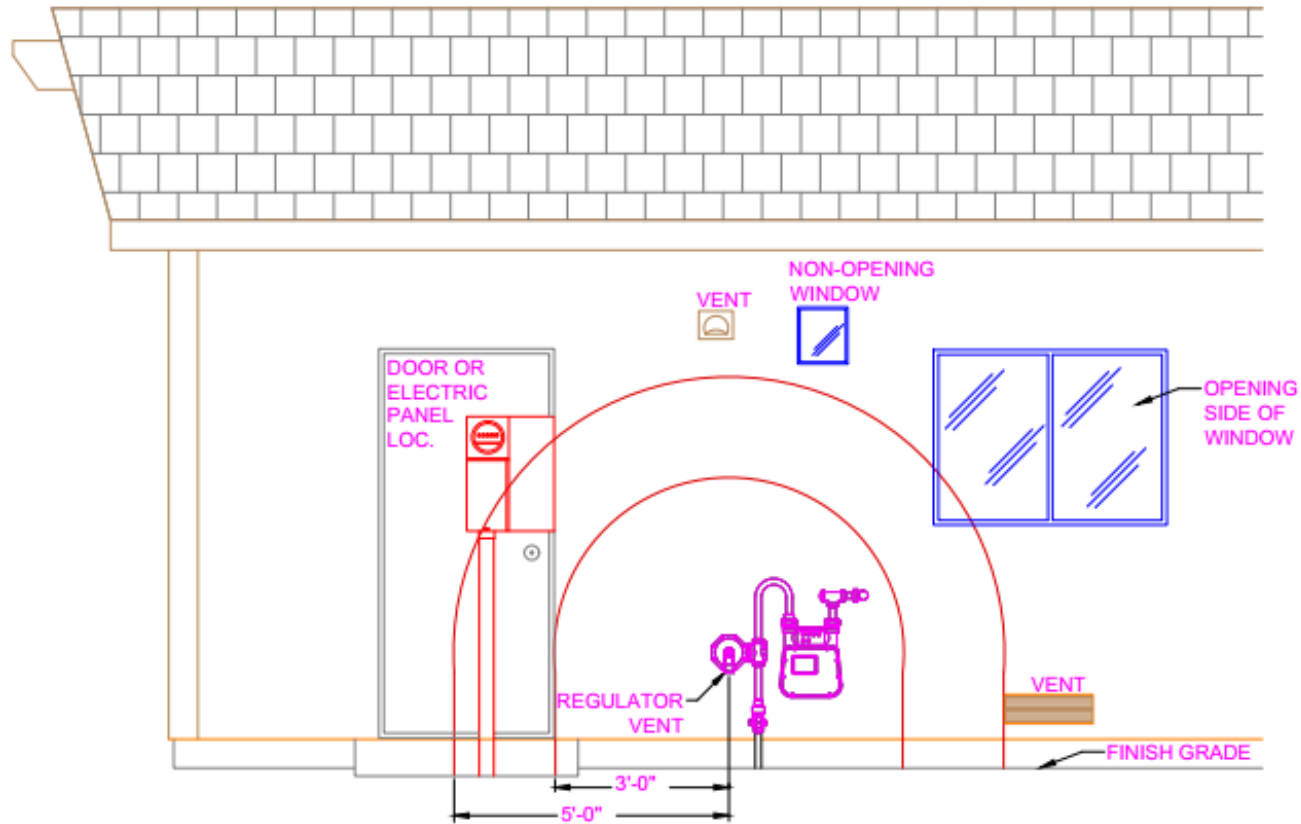 NON-OPENING
WINDOW
VENT
DOOR OR
ELECTRIC
PANEL
LOC.
OPENING
SIDE OF
WINDOW
REGULATOR
VENT
VENT
FINISH GRADE
3'-0"
5'-0"